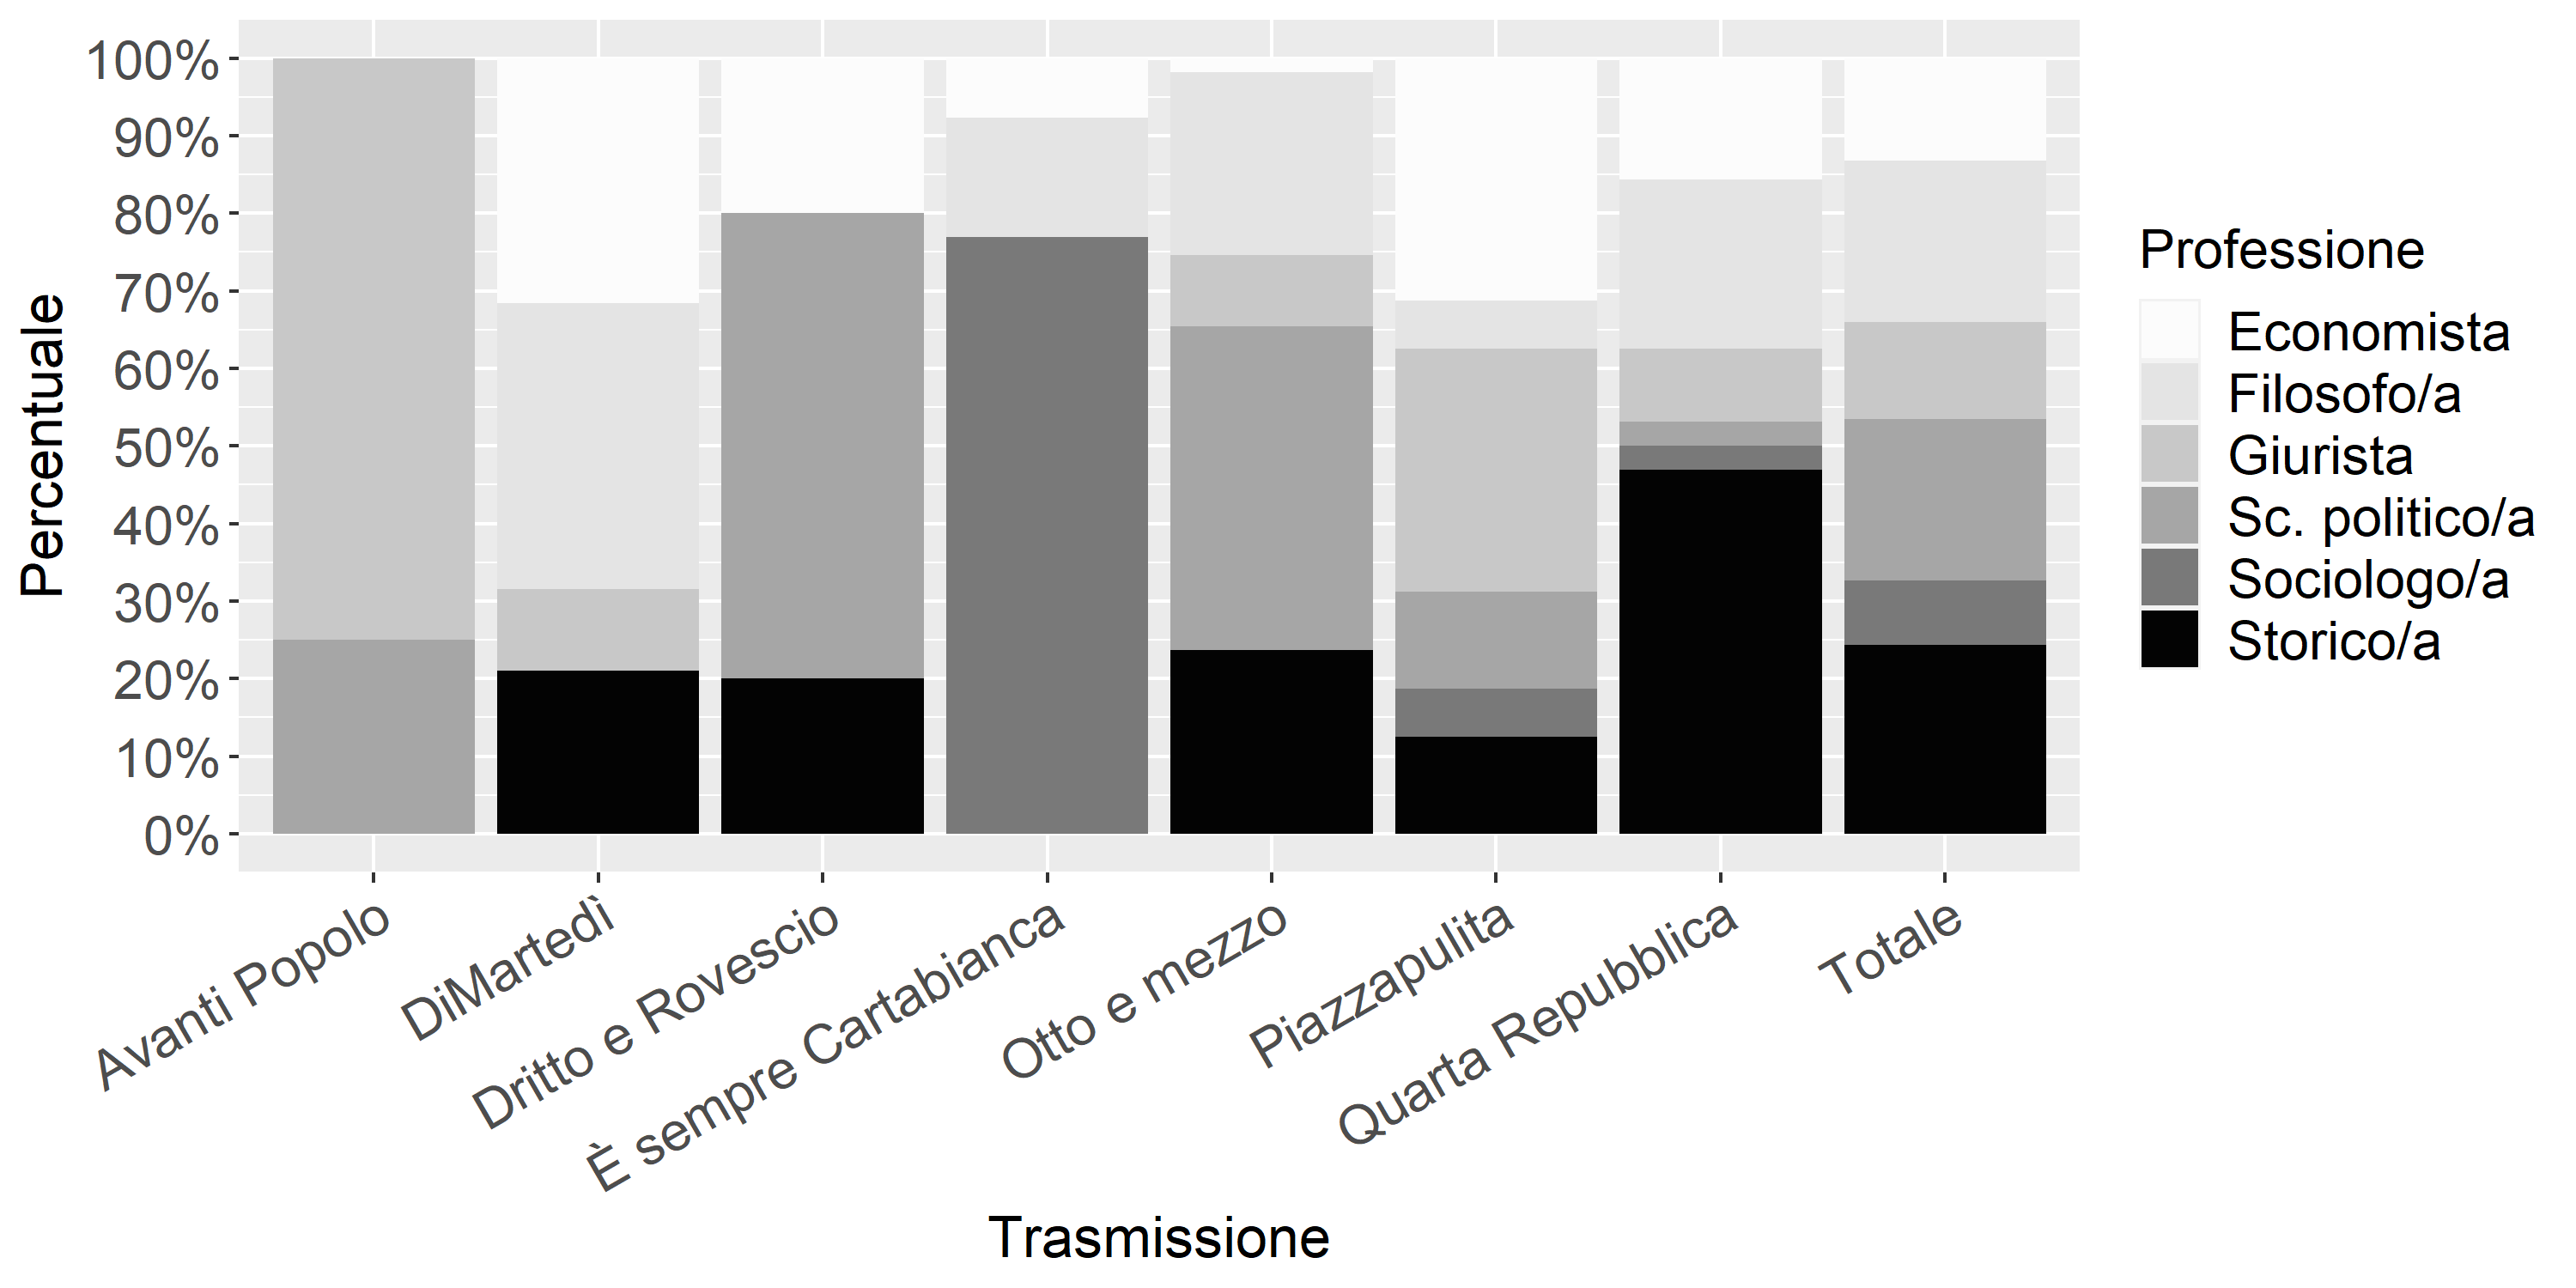 100%
90%
80%
70%
60%
50%
40%
30%
20%
10%
0%
Percentuale
Avanti Popolo
DiMartedì
Dritto e Rovescio
È sempre Cartabianca
Otto e mezzo
Piazzapulita
Quarta Repubblica
Totale
Trasmissione
Professione
Economista
Filosofo/a
Giurista
Sc. politico/a
Sociologo/a
Storico/a